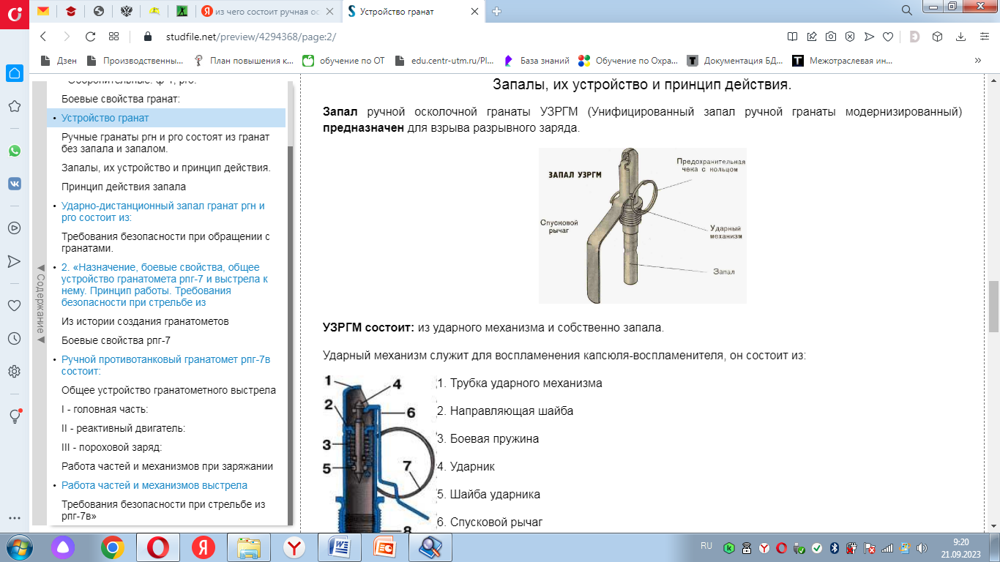 из чего состоит ручная ос
Устройство гранат
studfile.net/preview/4294368/page:2/
Дзен
Производственны...
План повышения к...
обучение по ОТ
edu.centr-utm.ru/Pl...
База знаний
Обучение по Охра...
Документация БД...
Межотраслевая ин...
»
Содержание
Боевые свойства гранат:
• Устройство гранат
Ручные гранаты ргн и рго состоят из гранат
без запала и запалом.
Запалы, их устройство и принцип действия.
Принцип действия запала
• Ударно-дистанционный запал гранат ргн и
рго состоит из:
Требования безопасности при обращении с
гранатами.
• 2. «Назначение, боевые свойства, общее
устройство гранатомета рпг-7 и выстрела к
нему. Принцип работы. Требования
безопасности при стрельбе из
Из истории создания гранатометов
Боевые свойства рпг-7
• Ручной противотанковый гранатомет рпг-7в
состоит:
Общее устройство гранатометного выстрела
I - головная часть:
II - реактивный двигатель:
III - пороховой заряд:
Работа частей и механизмов при заряжании
• Работа частей и механизмов выстрела
Требования безопасности при стрельбе из
рпг-7в»
Запалы, их устройство и принцип действия.
Запал ручной осколочной гранаты УЗРГМ (Унифицированный запал ручной гранаты модернизированный)
предназначен для взрыва разрывного заряда.
ЗАПАЛ УЗРГМ
Предохранительная
чека с кольцом
Спусковой
рычаг
Ударный
механизм
Запал
УЗРГМ состоит: из ударного механизма и собственно запала.
Ударный механизм служит для воспламенения капсюля-воспламенителя, он состоит из:
1
4
2
6
3
5
7
8
1. Трубка ударного механизма
2. Направляющая шайба
3. Боевая пружина
4. Ударник
5. Шайба ударника
6. Спусковой рычаг
RU
9:20
21.09.2023